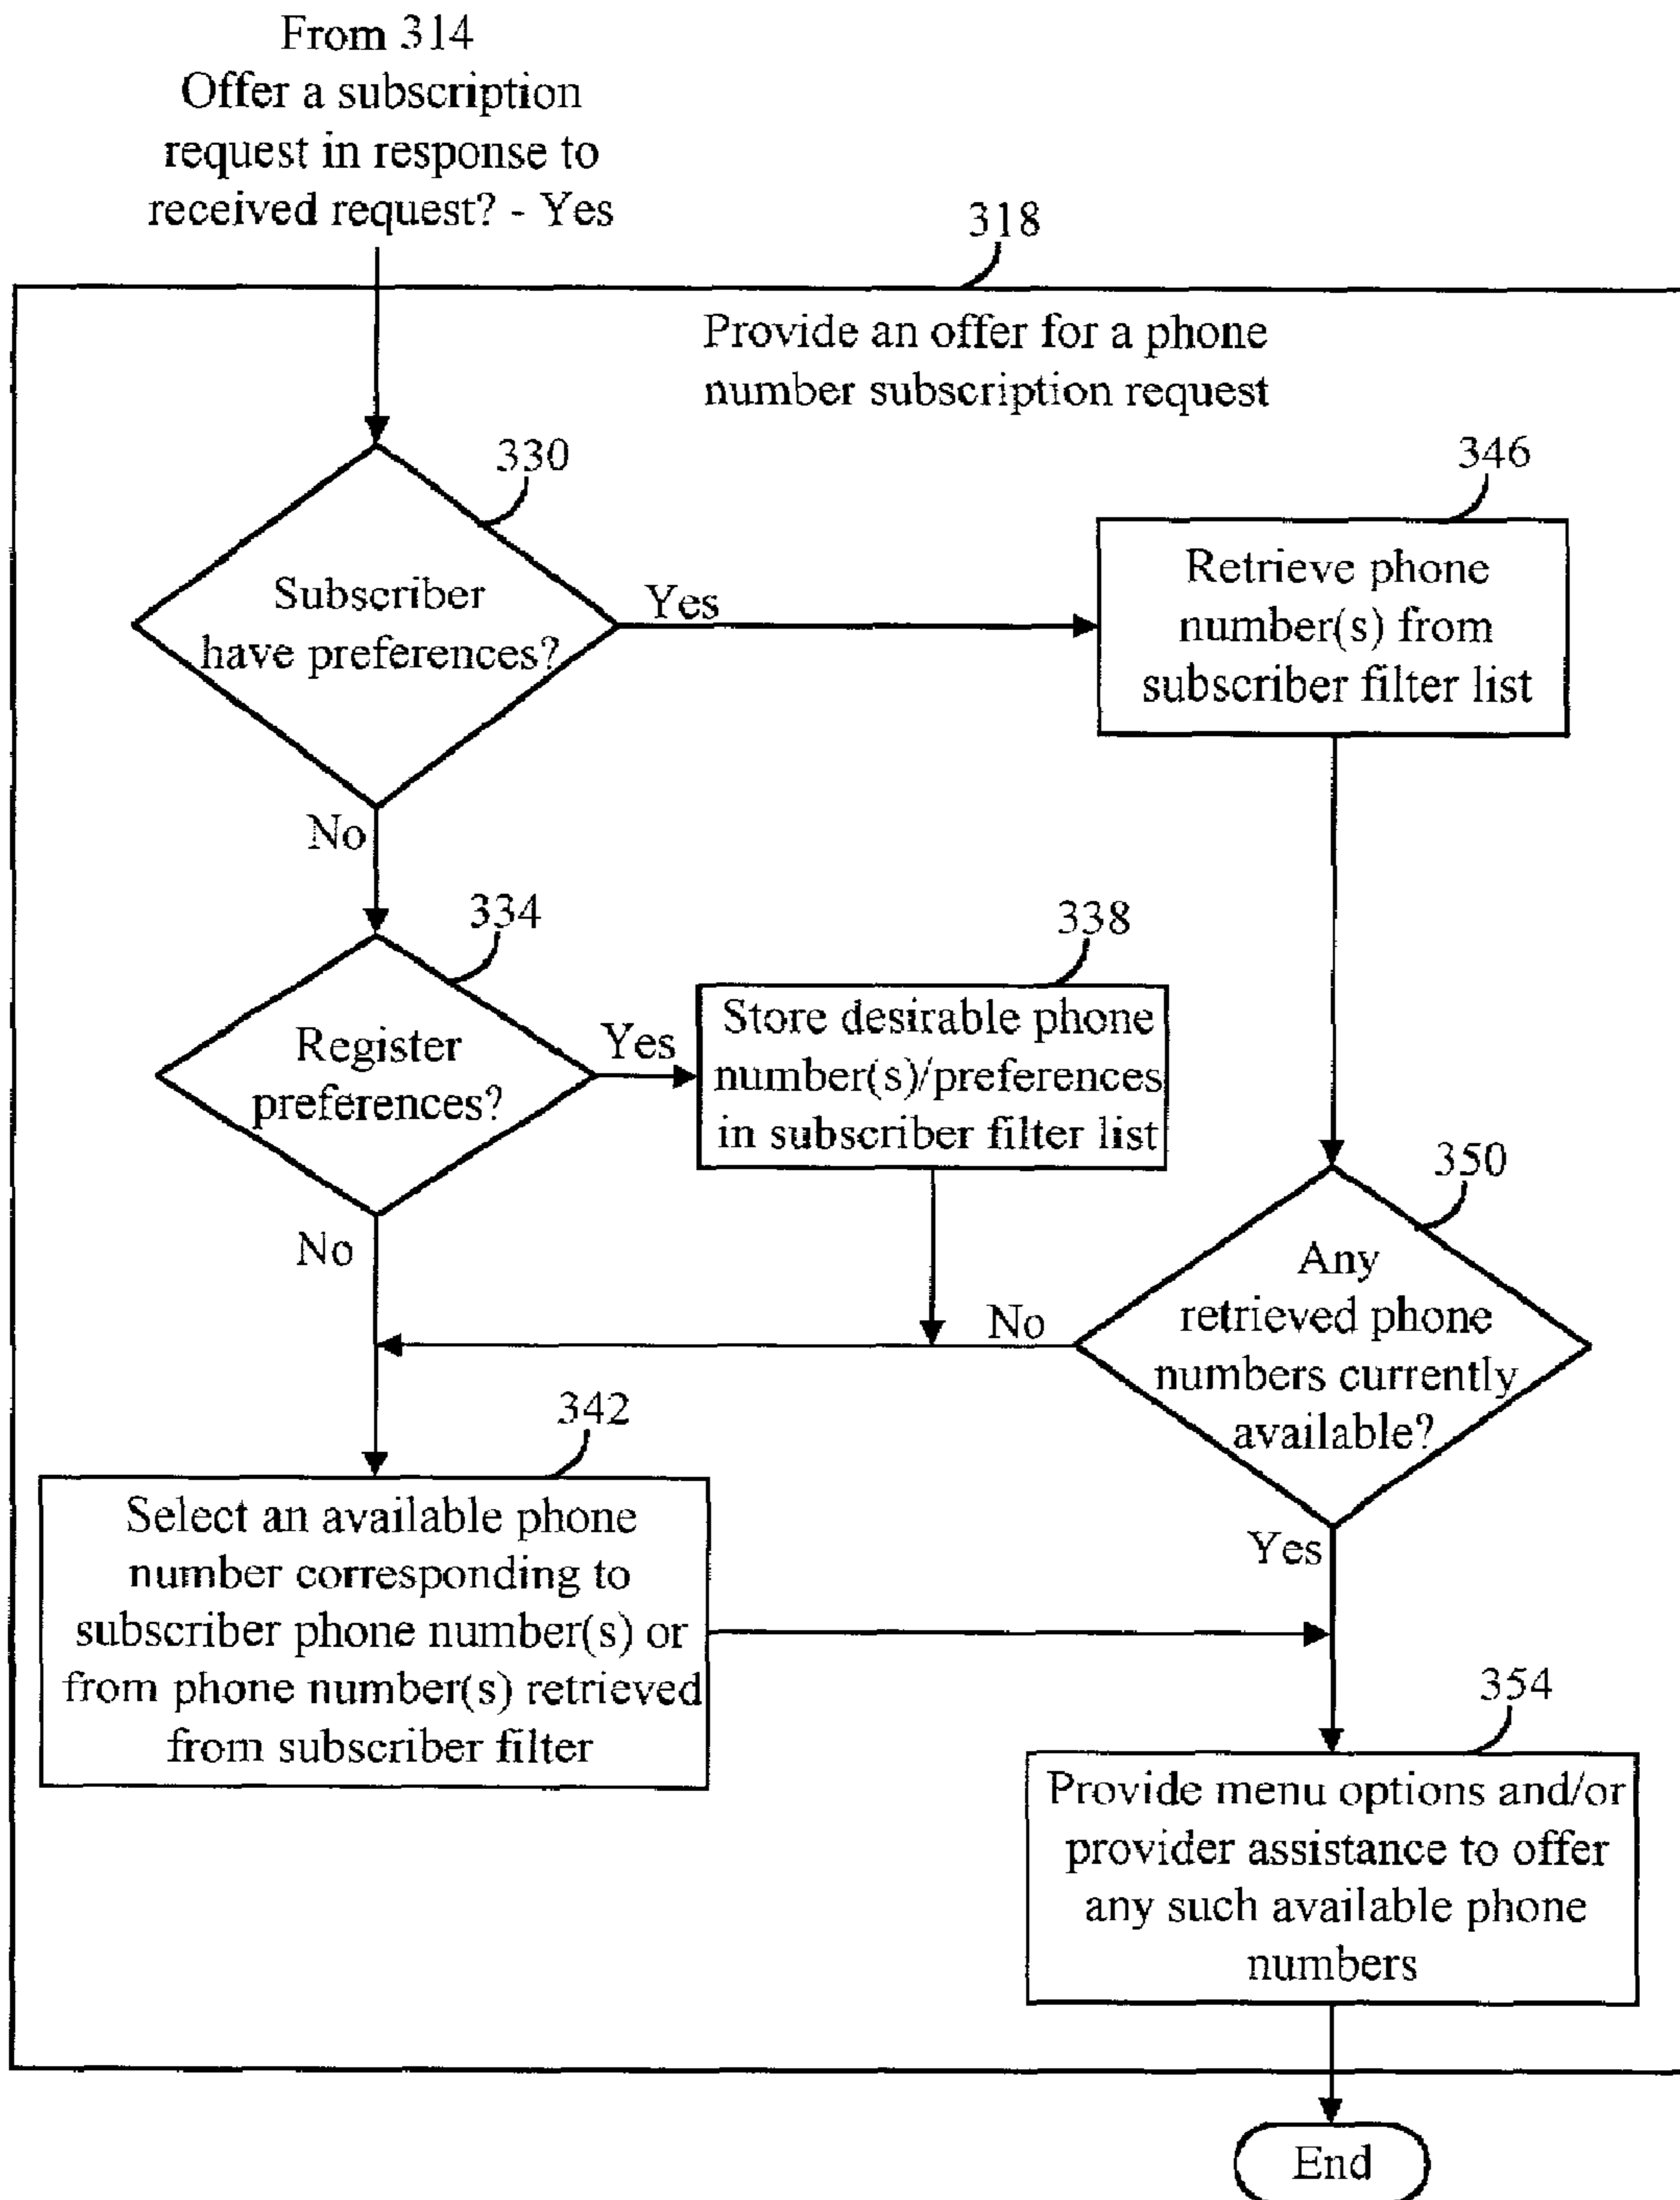 From 314
Offer a subscription
request in response to
received request? - Yes
318
Provide an offer for a phone
number subscription request
330
Subscriber
have preferences?
Yes
No
346
Retrieve phone
number(s) from
subscriber filter list
334
Register
preferences?
Yes
No
338
Store desirable phone
number(s)/preferences
in subscriber filter list
350
Any
retrieved phone
numbers currently
available?
No
Yes
342
Select an available phone
number corresponding to
subscriber phone number(s) or
from phone number(s) retrieved
from subscriber filter
354
Provide menu options and/or
provider assistance to offer
any such available phone
numbers
End